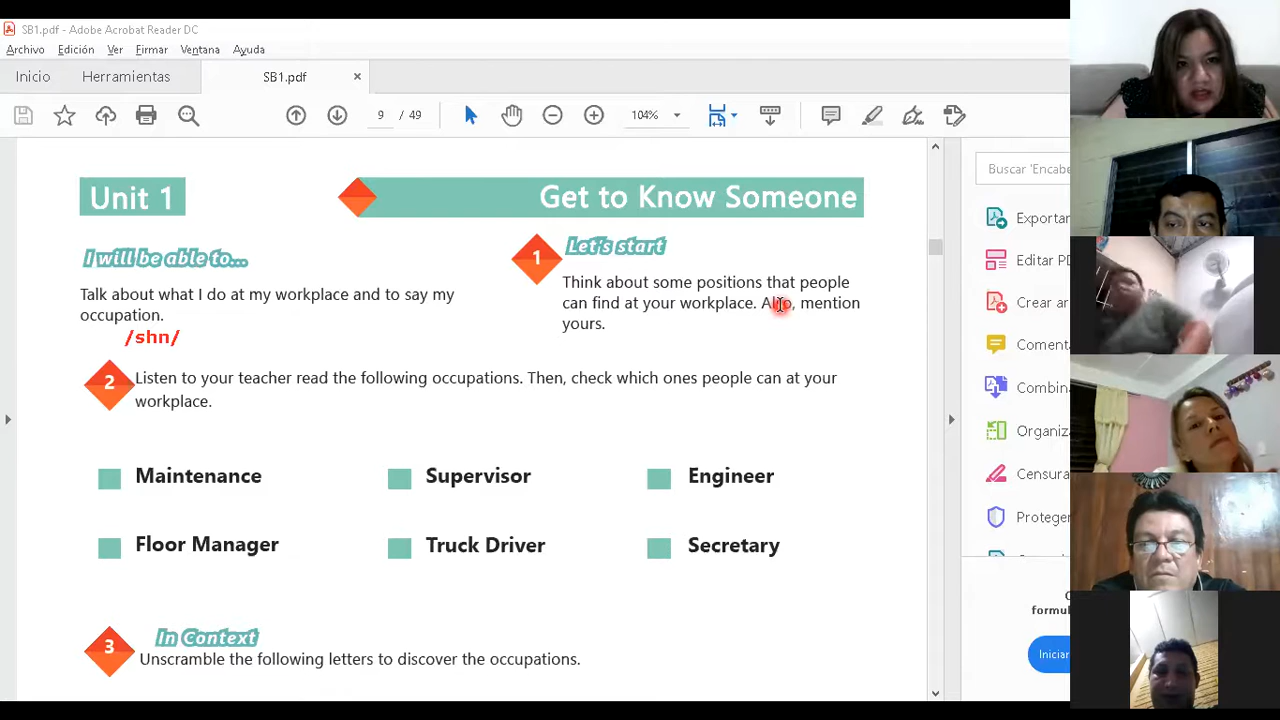 SB1.pdf - Adobe Acrobat Reader DC
Archivo Edición Ver Firmar Ventana Ayuda
Inicio Herramientas SB1.pdf ×
9 / 49 104%
Unit 1 Get to Know Someone
I will be able to...
Talk about what I do at my workplace and to say my
occupation.
/shn/
1 Let's start
Think about some positions that people
can find at your workplace. Also, mention
yours.
2 Listen to your teacher read the following occupations. Then, check which ones people can at your
workplace.
Maintenance Supervisor Engineer
Floor Manager Truck Driver Secretary
3 In Context
Unscramble the following letters to discover the occupations.
Buscar 'Encabe
Exportar
Editar PD
Crear ar
Coment
Combina
Organiz
Censura
Proteger
formul
Iniciar